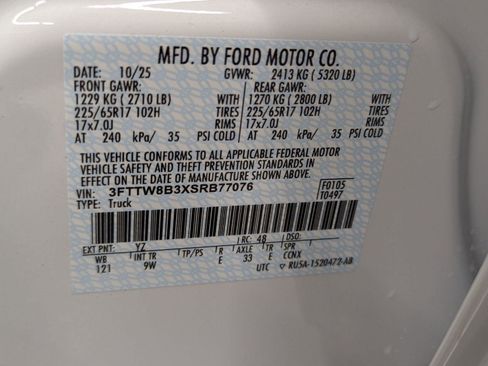 MFD. BY FORD MOTOR CO.
DATE: 10/25 GVWR: 2413 KG ( 5320 LB)
FRONT GAWR: REAR GAWR:
1229 KG ( 2710 LB) WITH 1270 KG ( 2800 LB) WITH
225/65R17 102H TIRES 225/65R17 102H TIRES
17x7.0J RIMS 17x7.0J RIMS
AT 240 kPa/ 35 PSI COLD AT 240 kPa/ 35 PSI COLD
THIS VEHICLE CONFORMS TO ALL APPLICABLE FEDERAL MOTOR
VEHICLE SAFETY AND THEFT PREVENTION STANDARDS IN
EFFECT ON THE DATE OF MANUFACTURE SHOWN ABOVE.
VIN: 3FTTW8B3XSRB77076 F0105
TYPE: Truck T0497
EXT PNT: YZ RC: 48 DSO:
WB INT TR TP/PS R AXLE TR SPR
121 9W E 33 E CCNX
UTC RU5A-1520472-AB